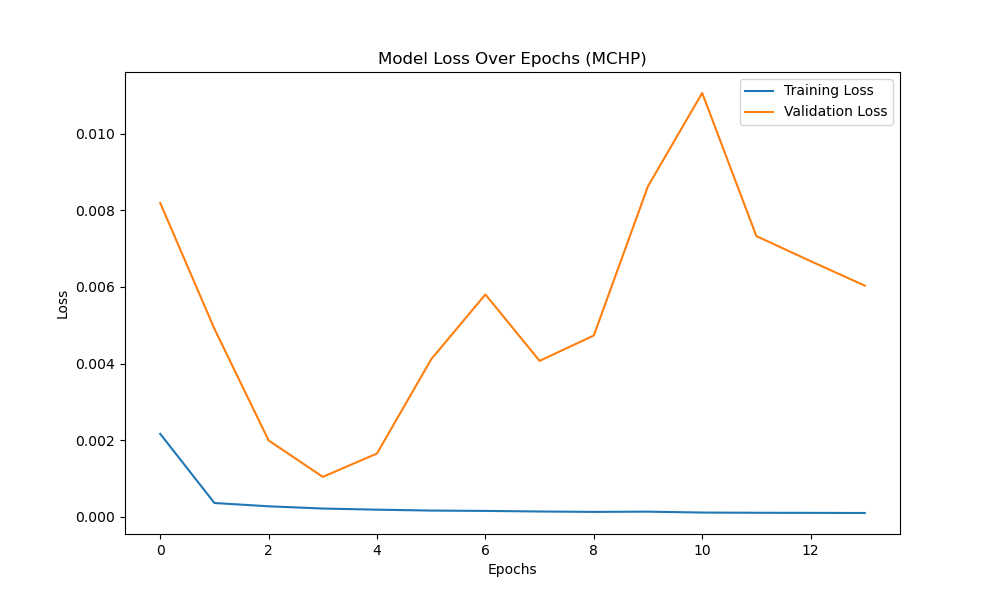 Model Loss Over Epochs (MCHP)
Training Loss
Validation Loss
0.010
0.008
0.006
0.004
0.002
0.000
Loss
0 2 4 6 8 10 12
Epochs